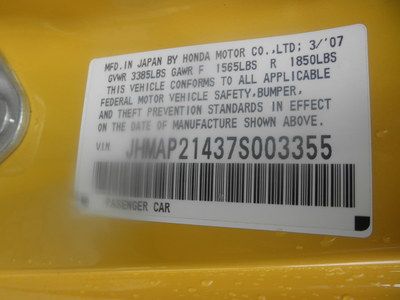 MFD.IN JAPAN BY HONDA MOTOR CO.,LTD; 3/'07
GVWR 3385LBS GAWR F 1565LBS R 1850LBS
THIS VEHICLE CONFORMS TO ALL APPLICABLE
FEDERAL MOTOR VEHICLE SAFETY,BUMPER,
AND THEFT PREVENTION STANDARDS IN EFFECT
ON THE DATE OF MANUFACTURE SHOWN ABOVE.
VIN: JHMAP21437S003355
PASSENGER CAR